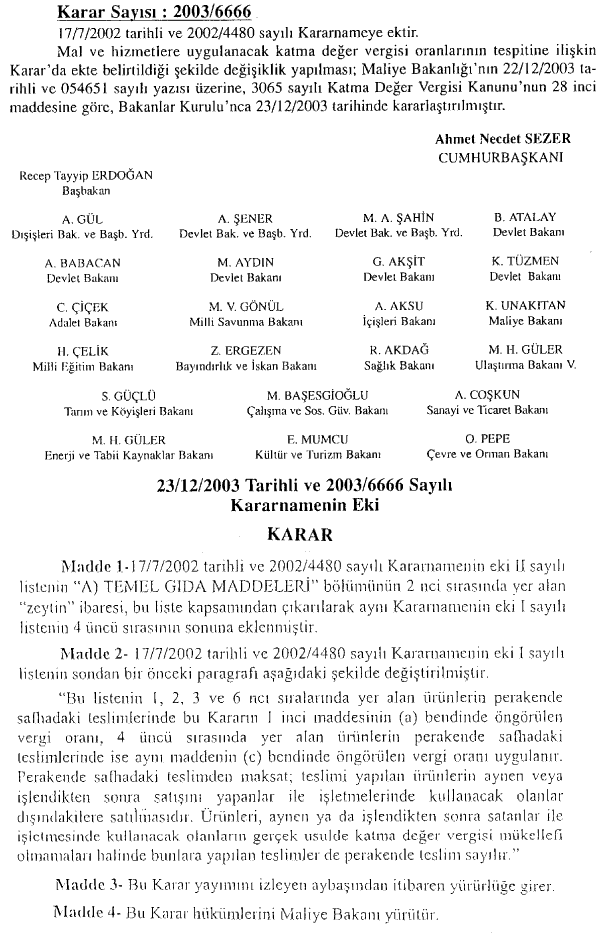 Karar Sayısı : 2003/6666
17/7/2002 tarihli ve 2002/4480 sayılı Kararnameye ektir.
Mal ve hizmetlere uygulanacak katma değer vergisi oranlarının tespitine ilişkin
Karar'da ekte belirtildiği şekilde değişiklik yapılması; Maliye Bakanlığı'nın 22/12/2003 ta-
rihli ve 054651 sayılı yazısı üzerine, 3065 sayılı Katma Değer Vergisi Kanunu'nun 28 inci
maddesine göre, Bakanlar Kurulu'nca 23/12/2003 tarihinde kararlaştırılmıştır.
Ahmet Necdet SEZER
CUMHURBAŞKANI
Recep Tayyip ERDOĞAN
Başbakan
A. GÜL A. ŞENER M. A. ŞAHİN B. ATALAY
Dışişleri Bak. ve Başb. Yrd. Devlet Bak. ve Başb. Yrd. Devlet Bak. ve Başb. Yrd. Devlet Bakanı
A. BABACAN M. AYDIN G. AKŞİT K. TÜZMEN
Devlet Bakanı Devlet Bakanı Devlet Bakanı Devlet Bakanı
C. ÇİÇEK M. V. GÖNÜL A. AKSU K. UNAKITAN
Adalet Bakanı Milli Savunma Bakanı İçişleri Bakanı Maliye Bakanı
H. ÇELİK Z. ERGEZEN R. AKDAĞ M. H. GÜLER
Milli Eğitim Bakanı Bayındırlık ve İskan Bakanı Sağlık Bakanı Ulaştırma Bakanı V.
S. GÜÇLÜ M. BAŞESGİOĞLU A. COŞKUN
Tarım ve Köyişleri Bakanı Çalışma ve Sos. Güv. Bakanı Sanayi ve Ticaret Bakanı
M. H. GÜLER E. MUMCU O. PEPE
Enerji ve Tabii Kaynaklar Bakanı Kültür ve Turizm Bakanı Çevre ve Orman Bakanı
23/12/2003 Tarihli ve 2003/6666 Sayılı
Kararnamenin Eki
KARAR
Madde 1-17/7/2002 tarihli ve 2002/4480 sayılı Kararnamenin eki II sayılı
listenin "A) TEMEL GIDA MADDELERİ" bölümünün 2 nci sırasında yer alan
"zeytin" ibaresi, bu liste kapsamından çıkarılarak aynı Kararnamenin eki I sayılı
listenin 4 üncü sırasının sonuna eklenmiştir.
Madde 2- 17/7/2002 tarihli ve 2002/4480 sayılı Kararnamenin eki I sayılı
listenin sondan bir önceki paragrafı aşağıdaki şekilde değiştirilmiştir.
"Bu listenin 1, 2, 3 ve 6 ncı sıralarında yer alan ürünlerin perakende
safhadaki teslimlerinde bu Kararın 1 inci maddesinin (a) bendinde öngörülen
vergi oranı, 4 üncü sırasında yer alan ürünlerin perakende safhadaki
teslimlerinde ise aynı maddenin (c) bendinde öngörülen vergi oranı uygulanır.
Perakende safhadaki teslimden maksat; teslimi yapılan ürünlerin aynen veya
işlendikten sonra satışını yapanlar ile işletmelerinde kullanacak olanlar
dışındakilere satılmasıdır. Ürünleri, aynen ya da işlendikten sonra satanlar ile
işletmesinde kullanacak olanların gerçek usulde katma değer vergisi mükellefi
olmamaları halinde bunlara yapılan teslimler de perakende teslim sayılır."
Madde 3- Bu Karar yayımını izleyen aybaşından itibaren yürürlüğe girer.
Madde 4- Bu Karar hükümlerini Maliye Bakanı yürütür.